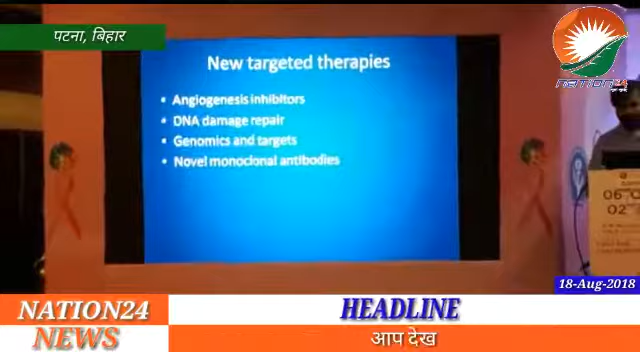 पटना, बिहार
New targeted therapies
• Angiogenesis inhibitors
• DNA damage repair
• Genomics and targets
• Novel monoclonal antibodies
NATION24
18-Aug-2018
NATION24
NEWS
HEADLINE
आप देख